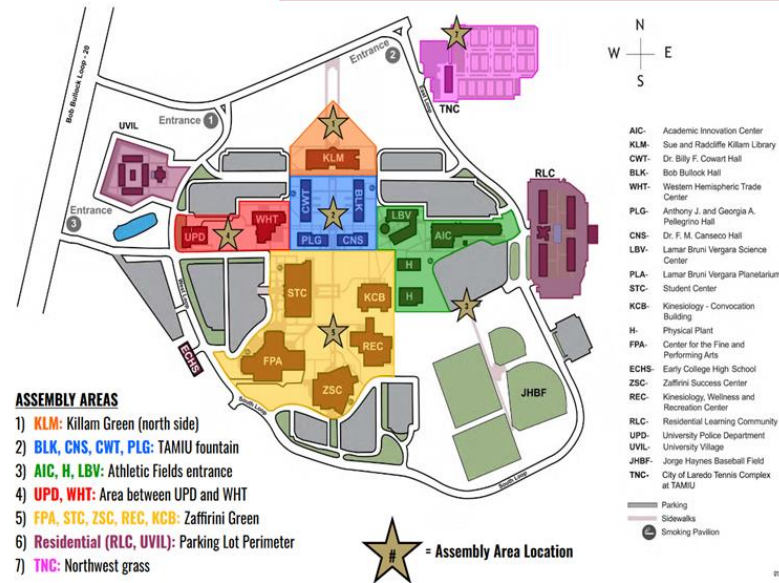 Bob Bullock Loop - 20
Entrance 2
7
TNC
N
W E
S
UVIL
Entrance 1
East Loop
1
KLM
RLC
Entrance
3
CWT
BLK
2
WHT
UPD
4
PLG
CNS
LBV
AIC
H
H
3
STC
KCB
5
REC
FPA
ZSC
West Loop
ECHS
South Loop
JHBF
South Loop
AIC- Academic Innovation Center
KLM- Sue and Radcliffe Killam Library
CWT- Dr. Billy F. Cowart Hall
BLK- Bob Bullock Hall
WHT- Western Hemispheric Trade
Center
PLG- Anthony J. and Georgia A.
Pellegrino Hall
CNS- Dr. F. M. Canseco Hall
LBV- Lamar Bruni Vergara Science
Center
PLA- Lamar Bruni Vergara Planetarium
STC- Student Center
KCB- Kinesiology - Convocation
Building
H- Physical Plant
FPA- Center for the Fine and
Performing Arts
ECHS- Early College High School
ZSC- Zaffirini Success Center
REC- Kinesiology, Wellness and
Recreation Center
RLC- Residential Learning Community
UPD- University Police Department
UVIL- University Village
JHBF- Jorge Haynes Baseball Field
TNC- City of Laredo Tennis Complex
at TAMIU
Parking
Sidewalks
Smoking Pavilion
ASSEMBLY AREAS
1) KLM: Killam Green (north side)
2) BLK, CNS, CWT, PLG: TAMIU fountain
3) AIC, H, LBV: Athletic Fields entrance
4) UPD, WHT: Area between UPD and WHT
5) FPA, STC, ZSC, REC, KCB: Zaffirini Green
6) Residential (RLC, UVIL): Parking Lot Perimeter
7) TNC: Northwest grass
# = Assembly Area Location